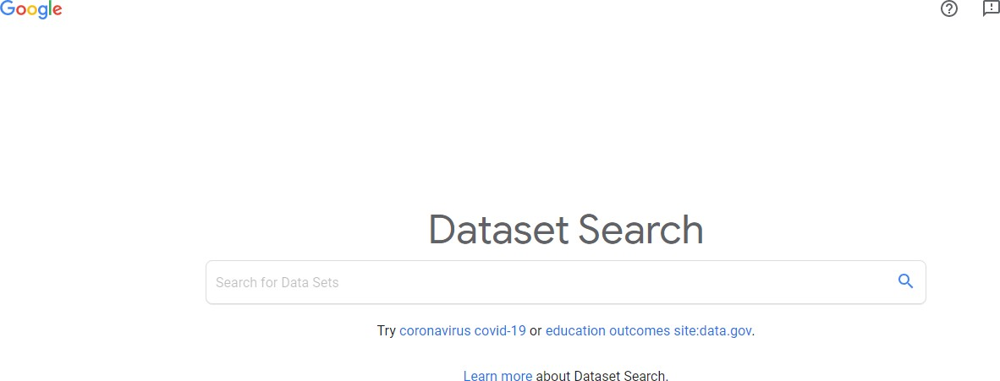 Google
Dataset Search
Search for Data Sets
Try coronavirus covid-19 or education outcomes site:data.gov.
Learn more about Dataset Search.